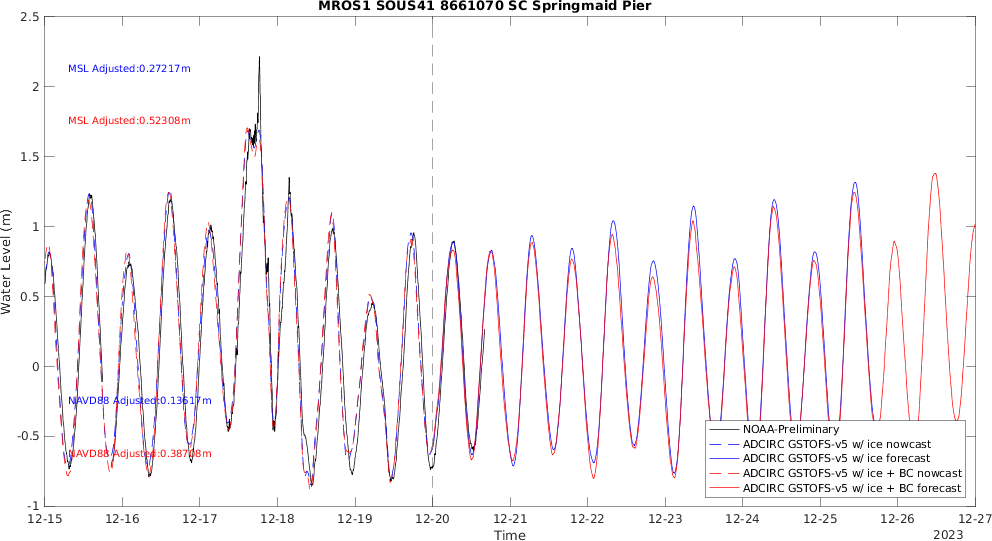 MROS1 SOUS41 8661070 SC Springmaid Pier
2.5
2
1.5
1
0.5
0
-0.5
-1
Water Level (m)
MSL Adjusted:0.27217m
MSL Adjusted:0.52308m
NAVD88 Adjusted:0.13617m
NAVD88 Adjusted:0.38708m
NOAA-Preliminary
ADCIRC GSTOFS-v5 w/ ice nowcast
ADCIRC GSTOFS-v5 w/ ice forecast
ADCIRC GSTOFS-v5 w/ ice + BC nowcast
ADCIRC GSTOFS-v5 w/ ice + BC forecast
12-15 12-16 12-17 12-18 12-19 12-20 12-21 12-22 12-23 12-24 12-25 12-26 12-27
Time
2023